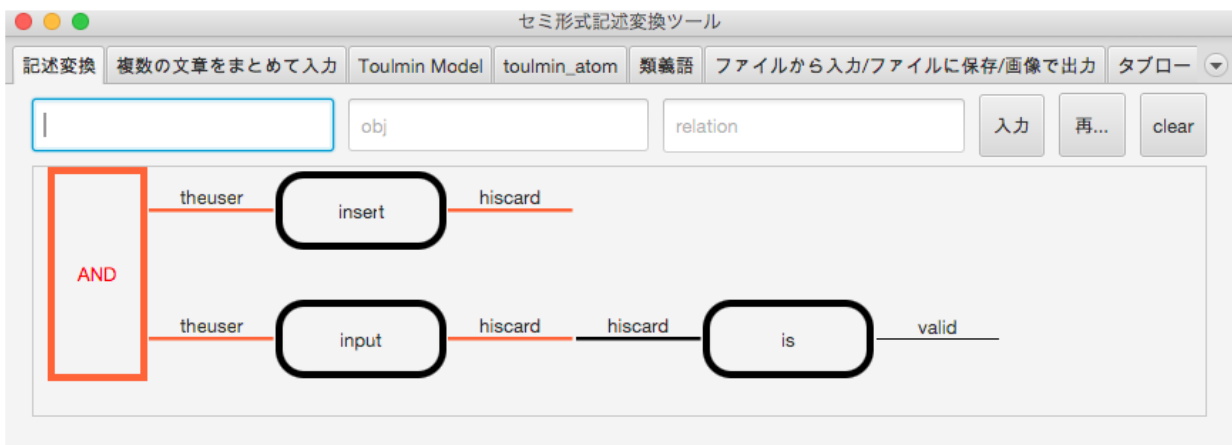 セミ形式記述変換ツール
記述変換 複数の文章をまとめて入力 Toulmin Model toulmin_atom 類義語 ファイルから入力/ファイルに保存/画像で出力 タブロー
obj relation 入力 再... clear
theuser insert hiscard
AND
theuser input hiscard hiscard is valid